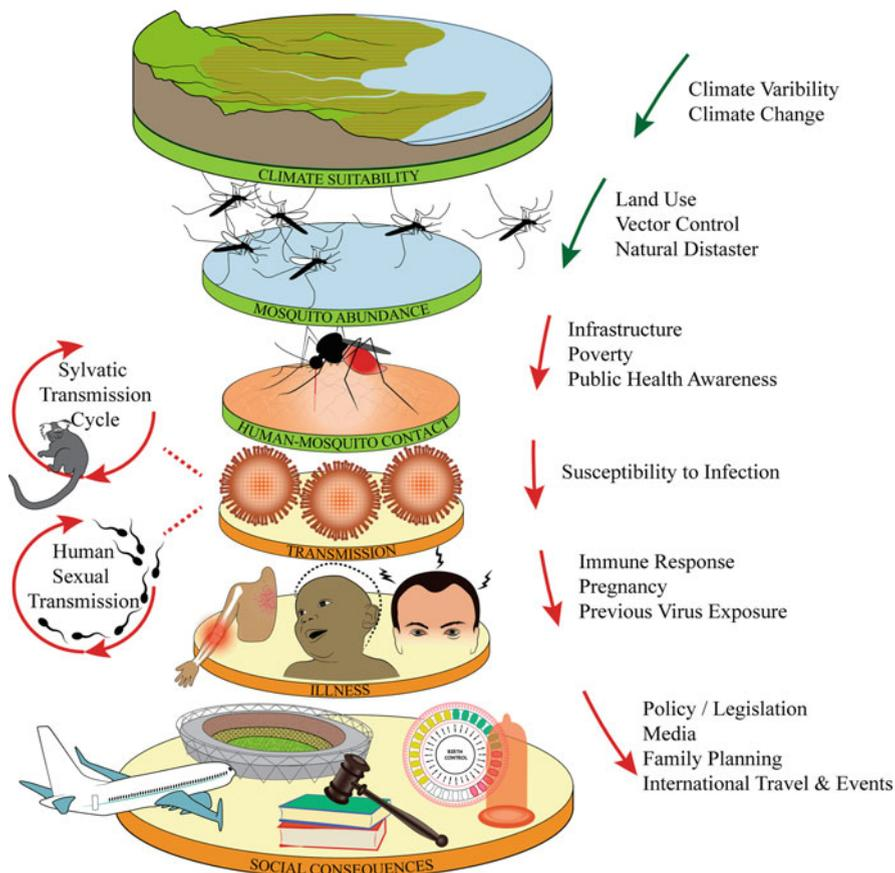 Climate Varibility
Climate Change
CLIMATE SUITABILITY
Land Use
Vector Control
Natural Distaster
MOSQUITO ABUNDANCE
Infrastructure
Poverty
Public Health Awareness
Sylvatic
Transmission
Cycle
HUMAN-MOSQUITO CONTACT
Susceptibility to Infection
TRANSMISSION
Human
Sexual
Transmission
Immune Response
Pregnancy
Previous Virus Exposure
ILLNESS
Policy / Legislation
Media
Family Planning
International Travel & Events
BIRTH
CONTROL
SOCIAL CONSEQUENCES